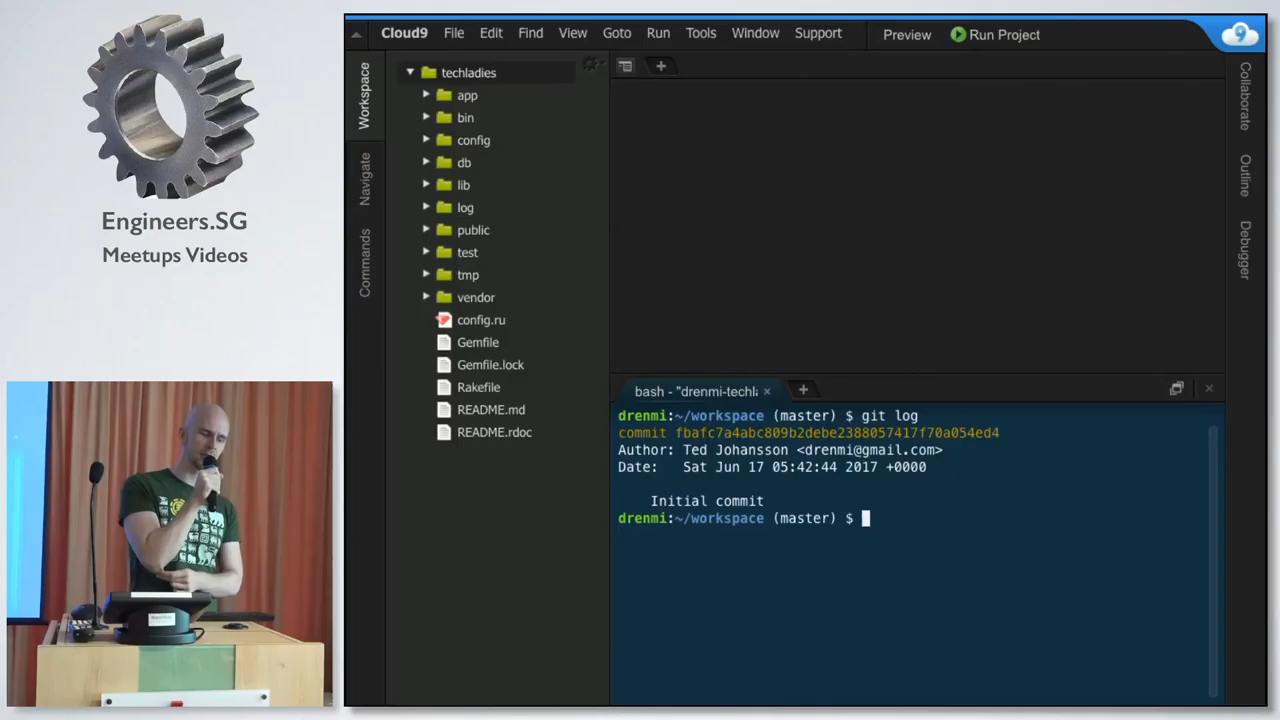 Engineers.SG
Meetups Videos
Cloud9 File Edit Find View Goto Run Tools Window Support Preview Run Project
9
Workspace
Navigate
Commands
techladies
app
bin
config
db
lib
log
public
test
tmp
vendor
config.ru
Gemfile
Gemfile.lock
Rakefile
README.md
README.rdoc
bash - "drenmi-techla
drenmi:~/workspace (master) $ git log
commit fbafc7a4abc809b2debe2388057417f70a054ed4
Author: Ted Johansson <drenmi@gmail.com>
Date: Sat Jun 17 05:42:44 2017 +0000
Initial commit
drenmi:~/workspace (master) $
Collaborate
Outline
Debugger